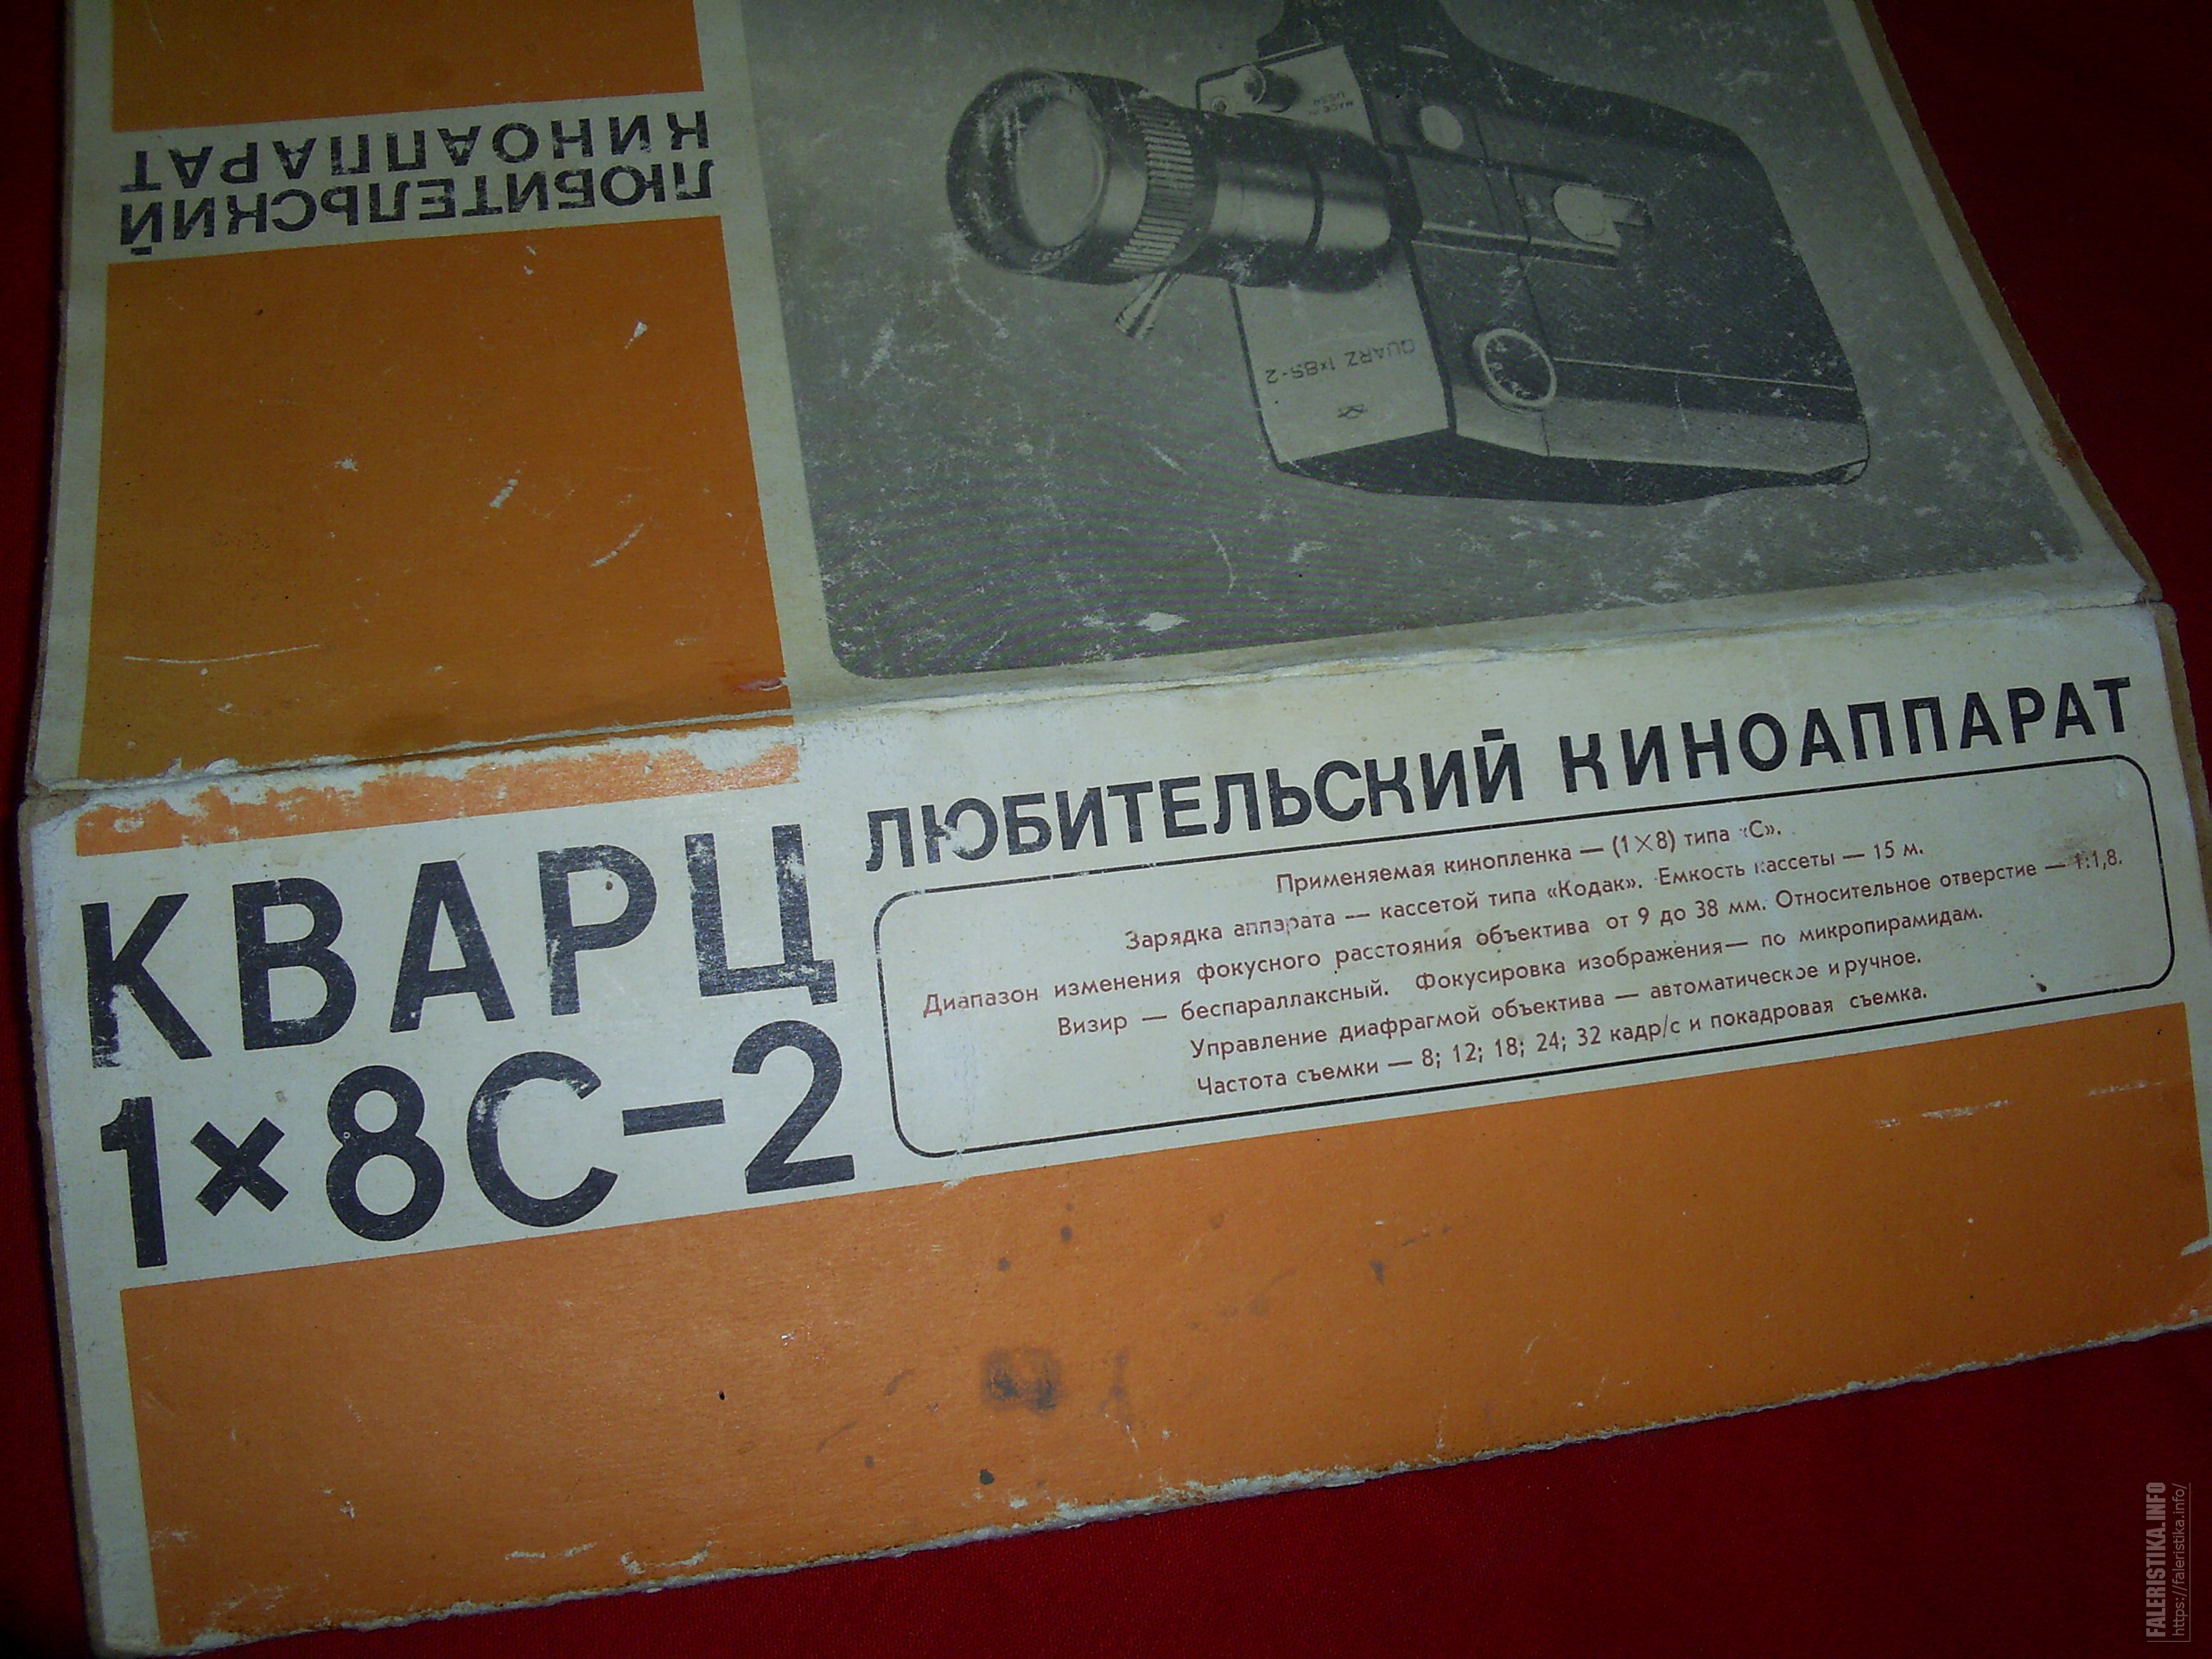 ЛЮБИТЕЛЬСКИЙ
КИНОАППАРАТ
MADE IN
USSR
QUARZ 1×8S-2
КВАРЦ
1×8С-2
ЛЮБИТЕЛЬСКИЙ КИНОАППАРАТ
Применяемая кинопленка — (1×8) типа «С».
Зарядка аппарата — кассетой типа «Кодак». Емкость кассеты — 15 м.
Диапазон изменения фокусного расстояния объектива от 9 до 38 мм. Относительное отверстие — 1:1,8.
Визир — беспараллаксный. Фокусировка изображения — по микропирамидам.
Управление диафрагмой объектива — автоматическое и ручное.
Частота съемки — 8; 12; 18; 24; 32 кадр/с и покадровая съемка.
FALERISTIKA.INFO
https://faleristika.info/